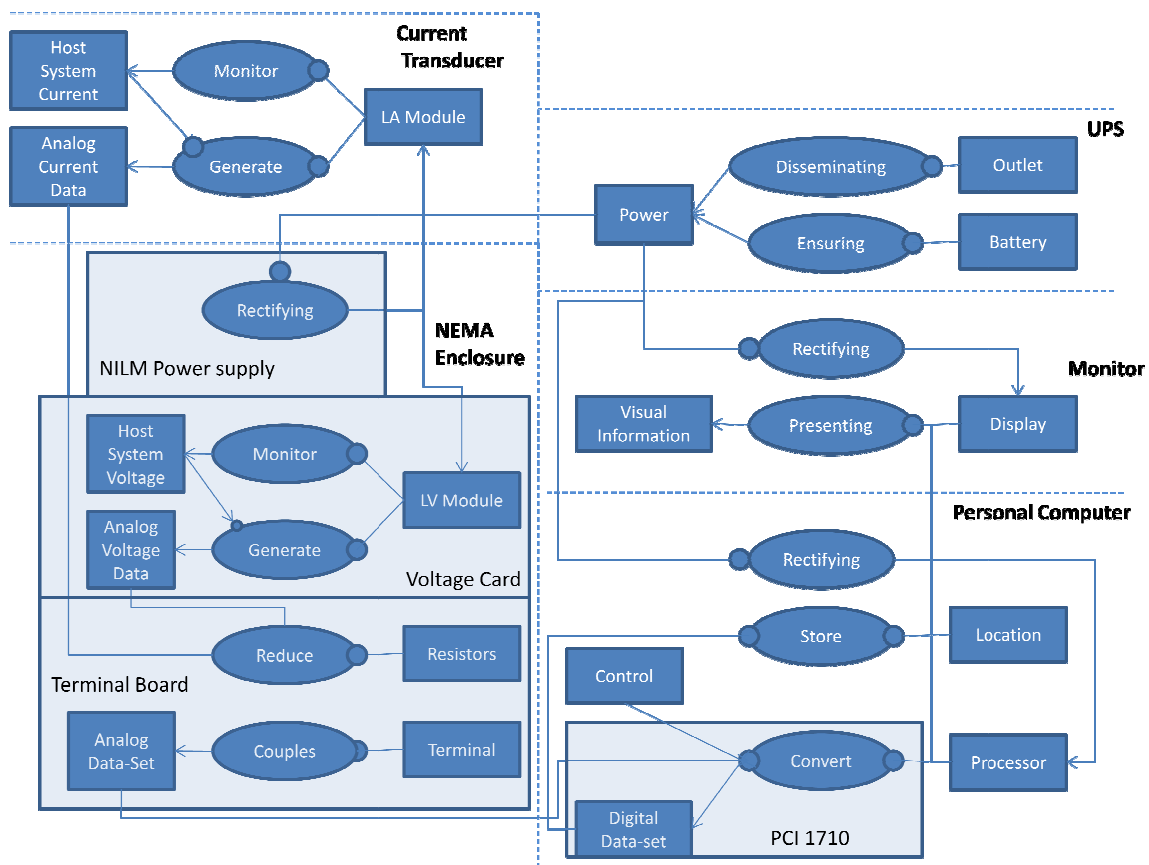 Current
Transducer
Host
System
Current
Monitor
LA Module
Analog
Current
Data
Generate
UPS
Disseminating
Outlet
Power
Ensuring
Battery
Rectifying
NILM Power supply
NEMA
Enclosure
Rectifying
Monitor
Visual
Information
Presenting
Display
Host
System
Voltage
Monitor
LV Module
Analog
Voltage
Data
Generate
Voltage Card
Personal Computer
Rectifying
Reduce
Resistors
Terminal Board
Store
Location
Control
Analog
Data-Set
Couples
Terminal
Convert
Processor
Digital
Data-set
PCI 1710